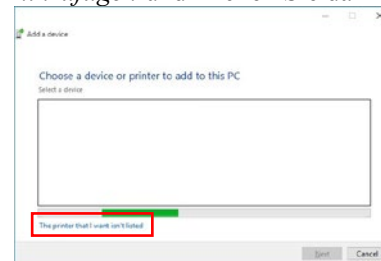 Add a device
Choose a device or printer to add to this PC
Select a device
The printer that I want isn't listed
Next
Cancel